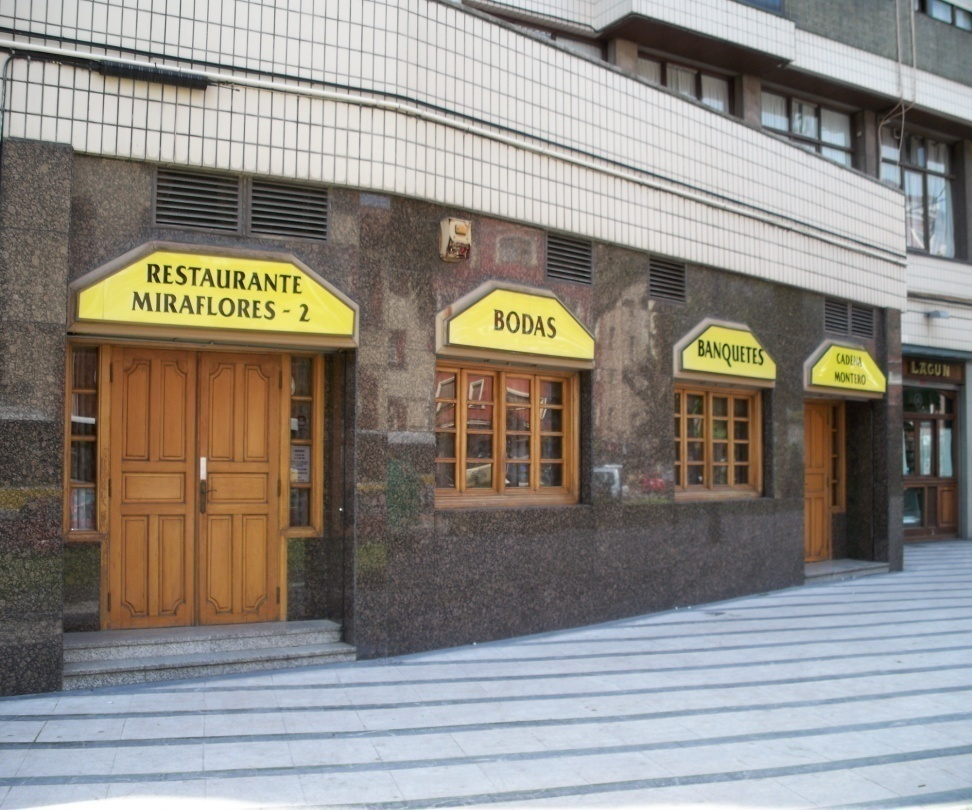 RESTAURANTE
MIRAFLORES - 2
BODAS
BANQUETES
CADENA
MONTERO
LAGUN